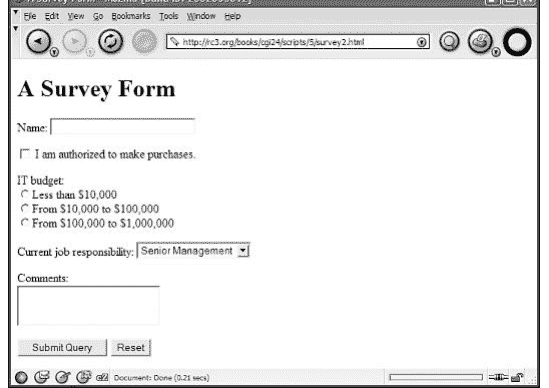 File Edit View Go Bookmarks Tools Window Help
http://rc3.org/books/cgi24/scripts/5/survey2.html
A Survey Form
Name:
I am authorized to make purchases.
IT budget:
Less than $10,000
From $10,000 to $100,000
From $100,000 to $1,000,000
Current job responsibility: Senior Management
Comments:
Submit Query Reset
Document: Done (0.21 secs)